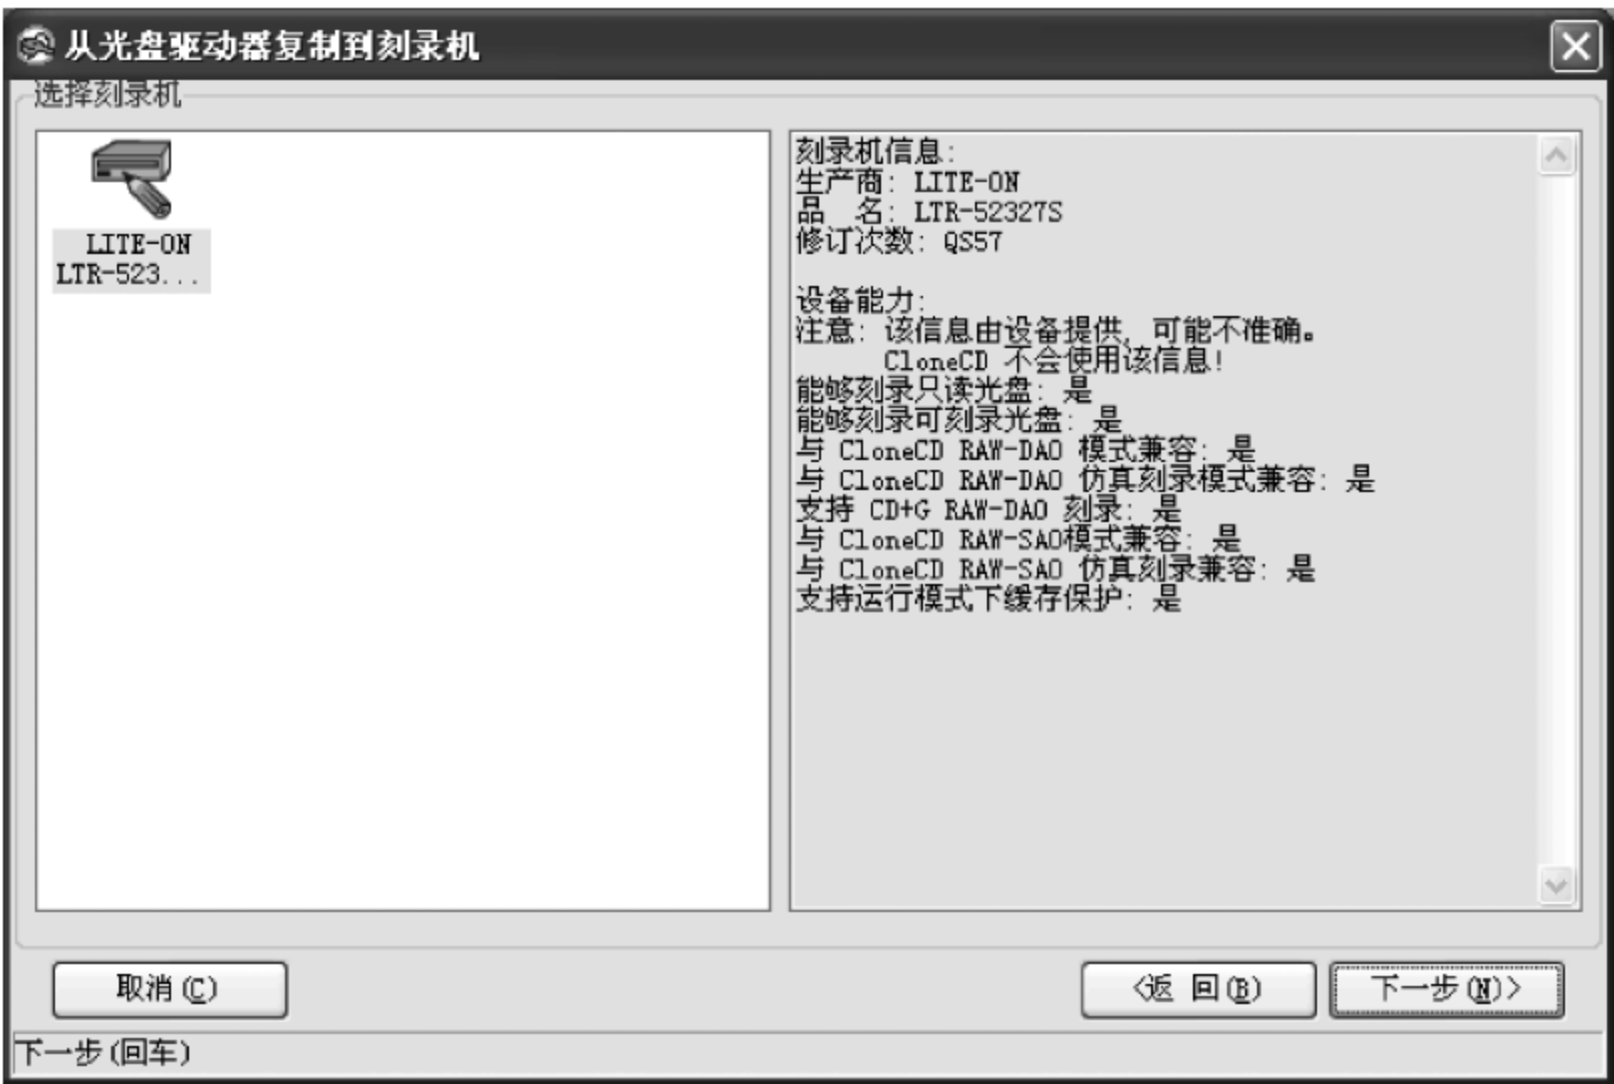 从光盘驱动器复制到刻录机
选择刻录机
LITE-ON
LTR-523...
刻录机信息:
生产商: LITE-ON
品　名: LTR-52327S
修订次数: QS57
设备能力:
注意: 该信息由设备提供, 可能不准确。
CloneCD 不会使用该信息!
能够刻录只读光盘: 是
能够刻录可刻录光盘: 是
与 CloneCD RAW-DAO 模式兼容: 是
与 CloneCD RAW-DAO 仿真刻录模式兼容: 是
支持 CD+G RAW-DAO 刻录: 是
与 CloneCD RAW-SAO模式兼容: 是
与 CloneCD RAW-SAO 仿真刻录兼容: 是
支持运行模式下缓存保护: 是
取消(C)
<返 回(B)
下一步(N)>
下一步(回车)